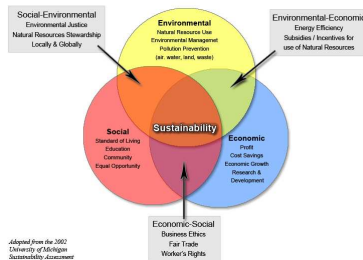 Social-Environmental
Environmental Justice
Natural Resources Stewardship
Locally & Globally
Environmental
Natural Resource Use
Environmental Managemet
Pollution Prevention
(air, water, land, waste)
Environmental-Economic
Energy Efficiency
Subsidies / Incentives for
use of Natural Resources
Sustainability
Social
Standard of Living
Education
Community
Equal Opportunity
Economic
Profit
Cost Savings
Economic Growth
Research &
Development
Economic-Social
Business Ethics
Fair Trade
Worker's Rights
Adopted from the 2002
University of Michigan
Sustainability Assessment